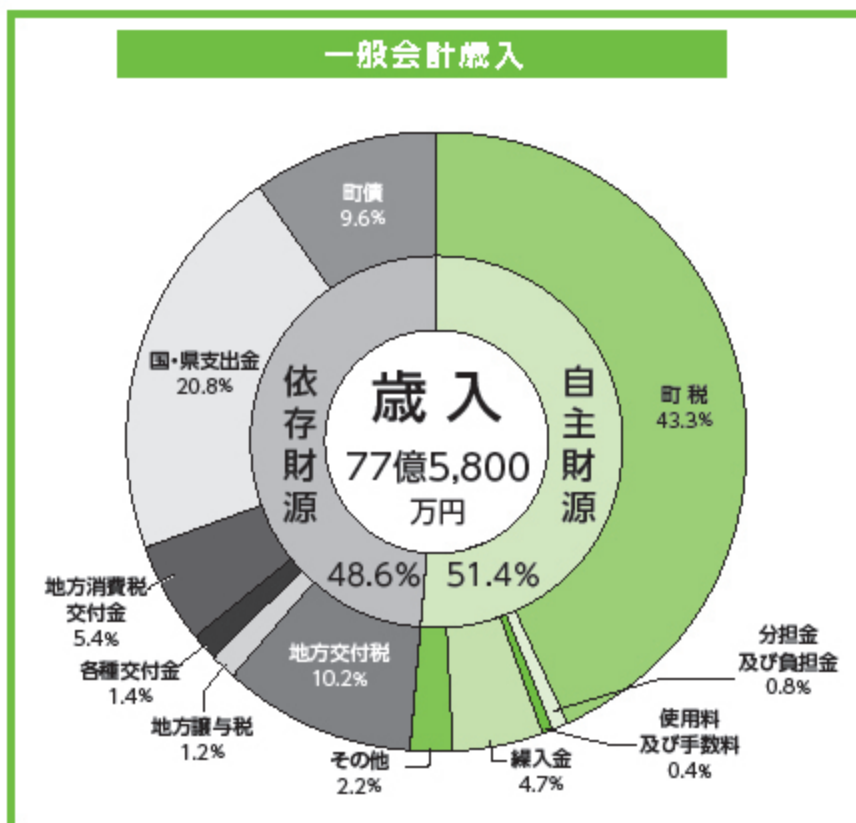 一般会計歳入
町債
9.6%
国・県支出金
20.8%
依存財源
歳入
77億5,800
万円
自主財源
町税
43.3%
48.6%
51.4%
地方消費税
交付金
5.4%
各種交付金
1.4%
地方譲与税
1.2%
地方交付税
10.2%
その他
2.2%
繰入金
4.7%
使用料
及び手数料
0.4%
分担金
及び負担金
0.8%